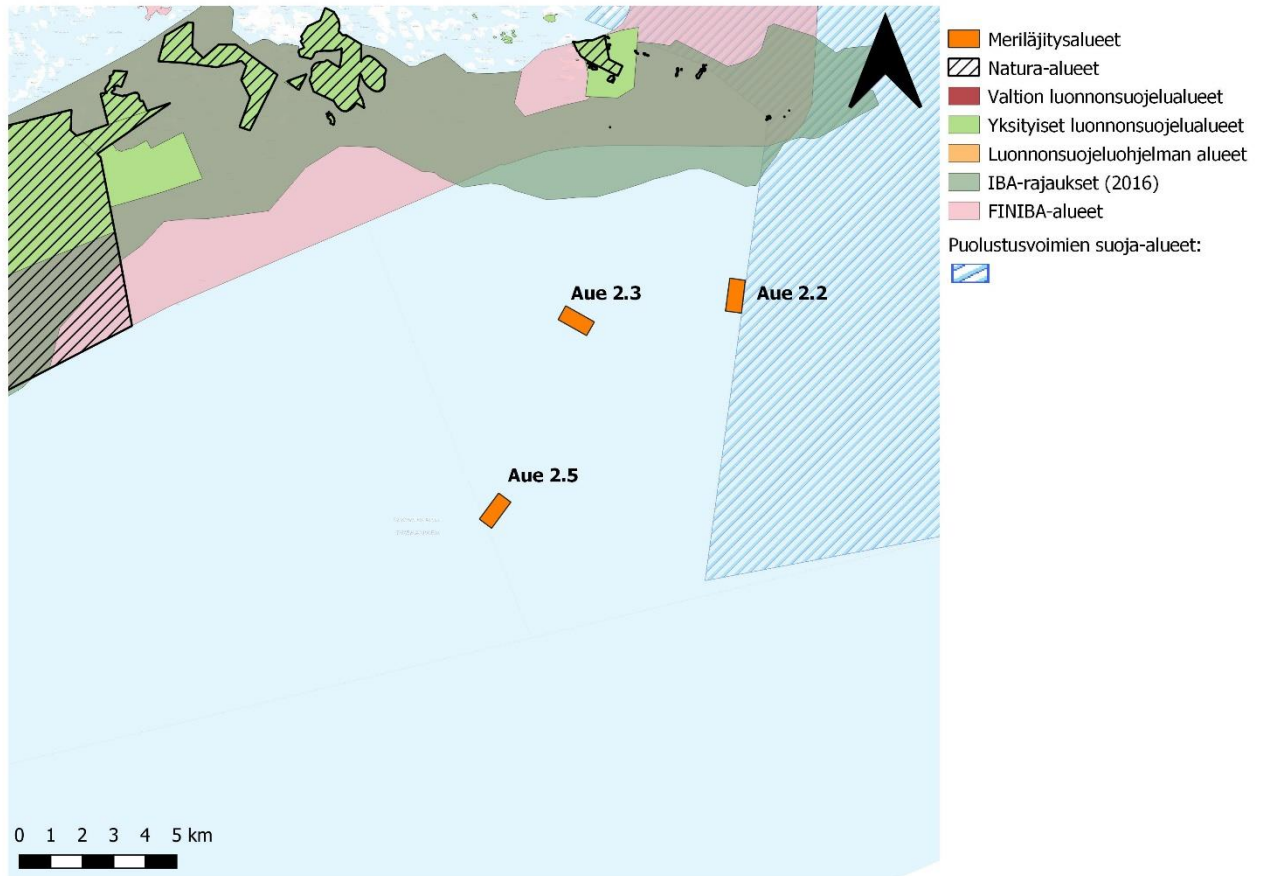 Meriläjitysalueet
Natura-alueet
Valtion luonnonsuojelualueet
Yksityiset luonnonsuojelualueet
Luonnonsuojeluohjelman alueet
IBA-rajaukset (2016)
FINIBA-alueet
Puolustusvoimien suoja-alueet:
Aue 2.3
Aue 2.2
Aue 2.5
0 1 2 3 4 5 km